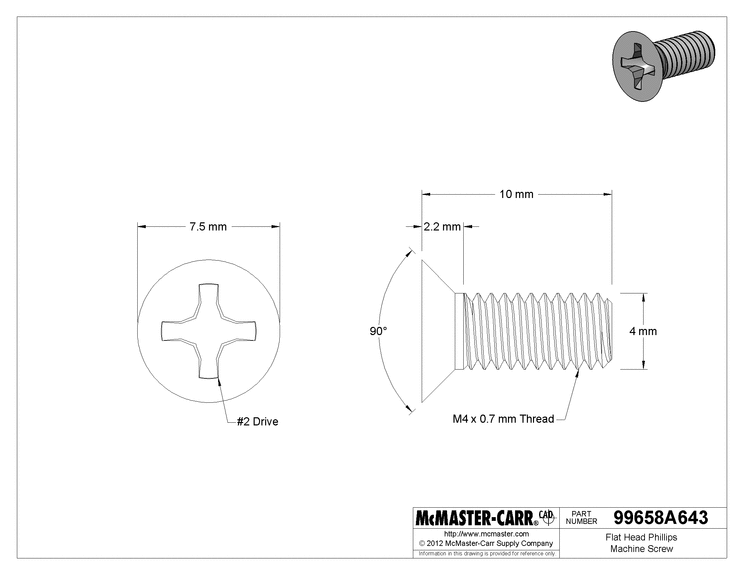 10 mm
7.5 mm
2.2 mm
90°
4 mm
#2 Drive
M4 x 0.7 mm Thread
McMASTER-CARR® CAD
http://www.mcmaster.com
© 2012 McMaster-Carr Supply Company
Information in this drawing is provided for reference only.
PART
NUMBER
99658A643
Flat Head Phillips
Machine Screw